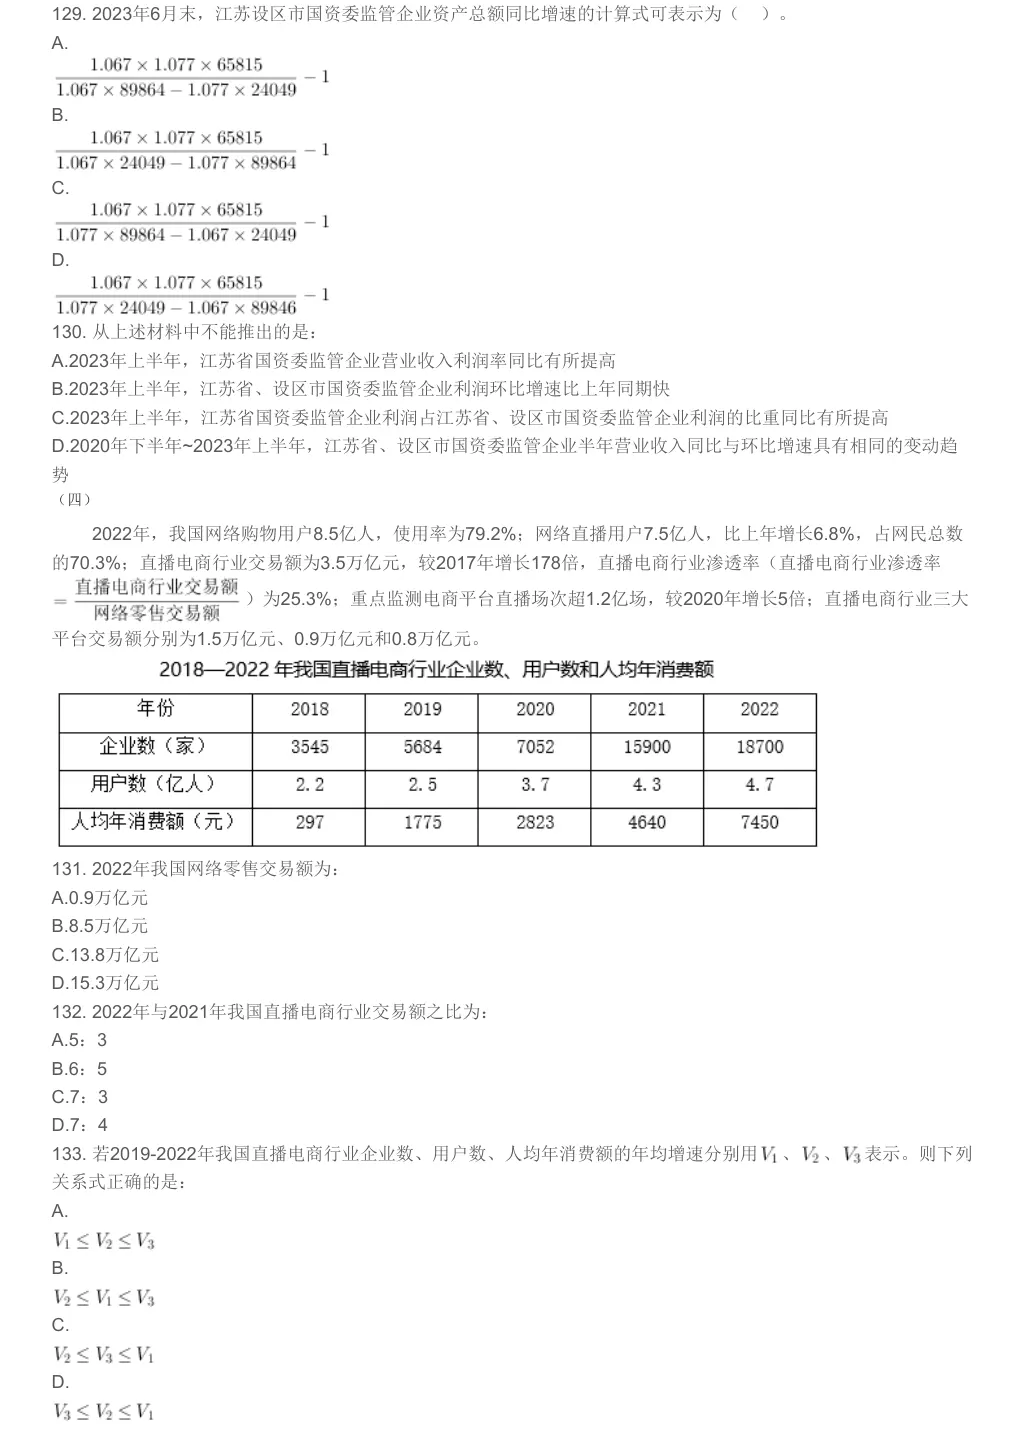 129. 2023年6月末，江苏设区市国资委监管企业资产总额同比增速的计算式可表示为（　）。
A.
1.067 × 1.077 × 65815
1.067 × 89864 − 1.077 × 24049
− 1
B.
1.067 × 1.077 × 65815
1.067 × 24049 − 1.077 × 89864
− 1
C.
1.067 × 1.077 × 65815
1.077 × 89864 − 1.067 × 24049
− 1
D.
1.067 × 1.077 × 65815
1.077 × 24049 − 1.067 × 89846
− 1
130. 从上述材料中不能推出的是：
A.2023年上半年，江苏省国资委监管企业营业收入利润率同比有所提高
B.2023年上半年，江苏省、设区市国资委监管企业利润环比增速比上年同期快
C.2023年上半年，江苏省国资委监管企业利润占江苏省、设区市国资委监管企业利润的比重同比有所提高
D.2020年下半年~2023年上半年，江苏省、设区市国资委监管企业半年营业收入同比与环比增速具有相同的变动趋
势
（四）
2022年，我国网络购物用户8.5亿人，使用率为79.2%；网络直播用户7.5亿人，比上年增长6.8%，占网民总数
的70.3%；直播电商行业交易额为3.5万亿元，较2017年增长178倍，直播电商行业渗透率（直播电商行业渗透率
= 直播电商行业交易额
网络零售交易额
）为25.3%；重点监测电商平台直播场次超1.2亿场，较2020年增长5倍；直播电商行业三大
平台交易额分别为1.5万亿元、0.9万亿元和0.8万亿元。
2018—2022 年我国直播电商行业企业数、用户数和人均年消费额
年份 2018 2019 2020 2021 2022
企业数（家） 3545 5684 7052 15900 18700
用户数（亿人） 2.2 2.5 3.7 4.3 4.7
人均年消费额（元） 297 1775 2823 4640 7450
131. 2022年我国网络零售交易额为：
A.0.9万亿元
B.8.5万亿元
C.13.8万亿元
D.15.3万亿元
132. 2022年与2021年我国直播电商行业交易额之比为：
A.5：3
B.6：5
C.7：3
D.7：4
133. 若2019-2022年我国直播电商行业企业数、用户数、人均年消费额的年均增速分别用V₁、V₂、V₃表示。则下列
关系式正确的是：
A.
V₁ ≤ V₂ ≤ V₃
B.
V₂ ≤ V₁ ≤ V₃
C.
V₂ ≤ V₃ ≤ V₁
D.
V₃ ≤ V₂ ≤ V₁